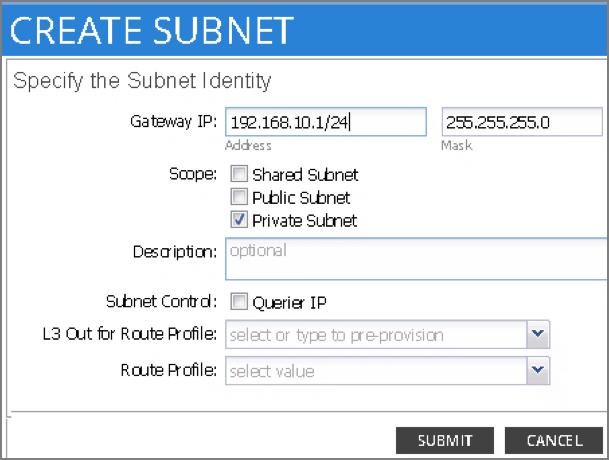 CREATE SUBNET
Specify the Subnet Identity
Gateway IP: 192.168.10.1/24 255.255.255.0
Address Mask
Scope: Shared Subnet
Public Subnet
Private Subnet
Description: optional
Subnet Control: Querier IP
L3 Out for Route Profile: select or type to pre-provision
Route Profile: select value
SUBMIT CANCEL